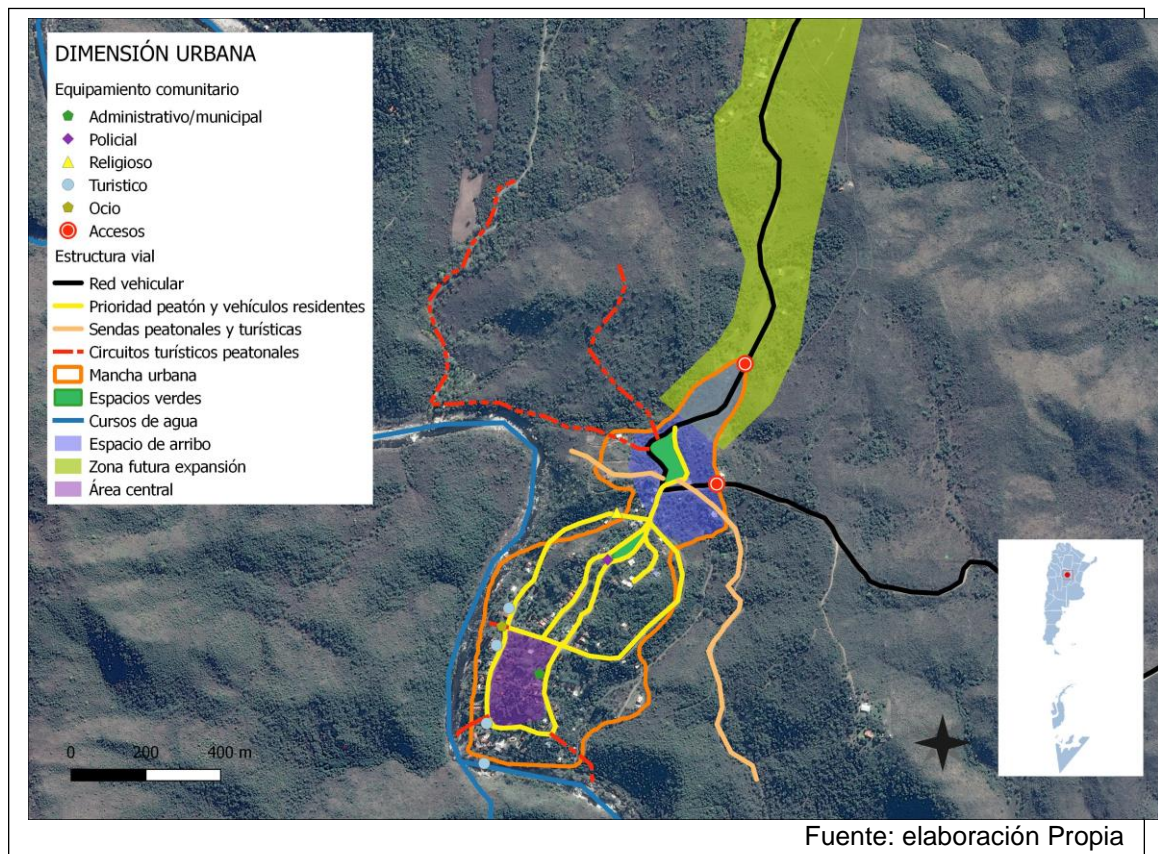 DIMENSIÓN URBANA
Equipamiento comunitario
Administrativo/municipal
Policial
Religioso
Turistico
Ocio
Accesos
Estructura vial
Red vehicular
Prioridad peatón y vehículos residentes
Sendas peatonales y turísticas
Circuitos turísticos peatonales
Mancha urbana
Espacios verdes
Cursos de agua
Espacio de arribo
Zona futura expansión
Área central
0 200 400 m
Fuente: elaboración Propia